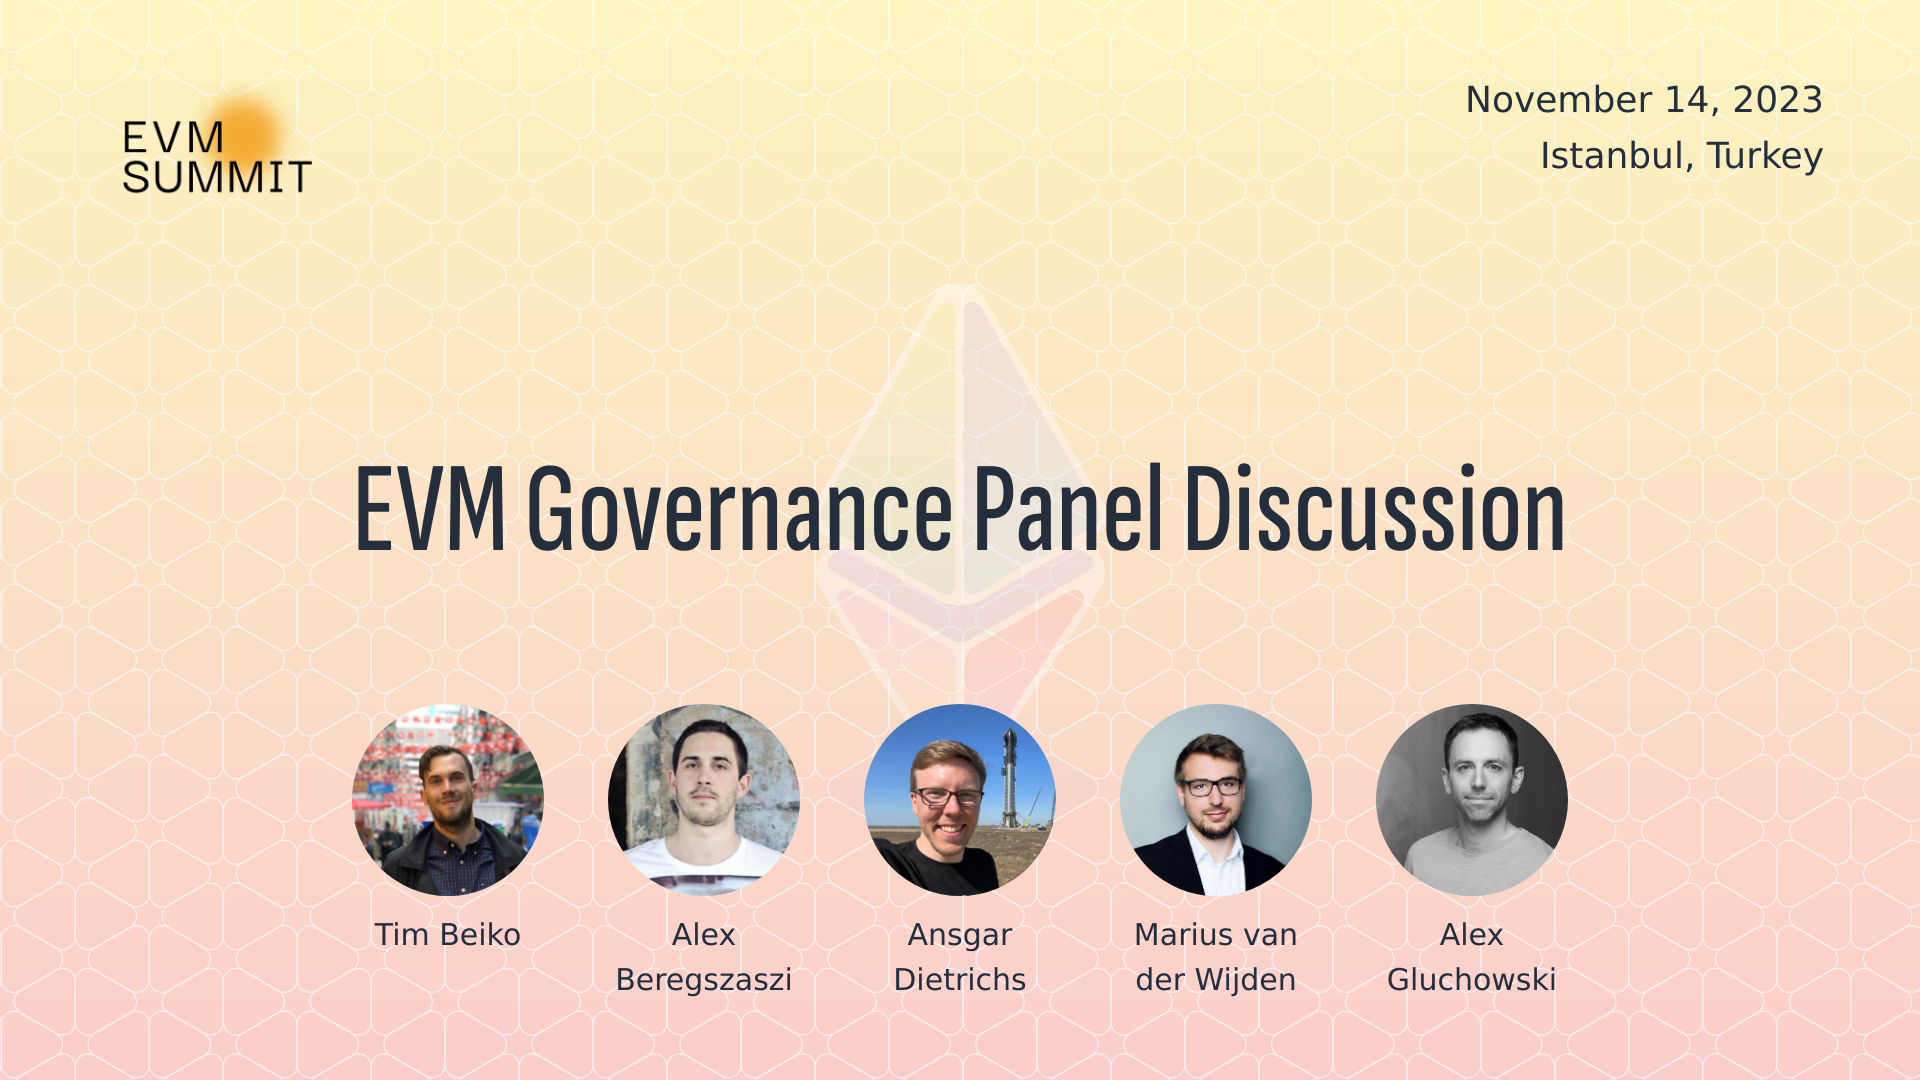 EVM
SUMMIT
November 14, 2023
Istanbul, Turkey
EVM Governance Panel Discussion
Tim Beiko
Alex
Beregszaszi
Ansgar
Dietrichs
Marius van
der Wijden
Alex
Gluchowski